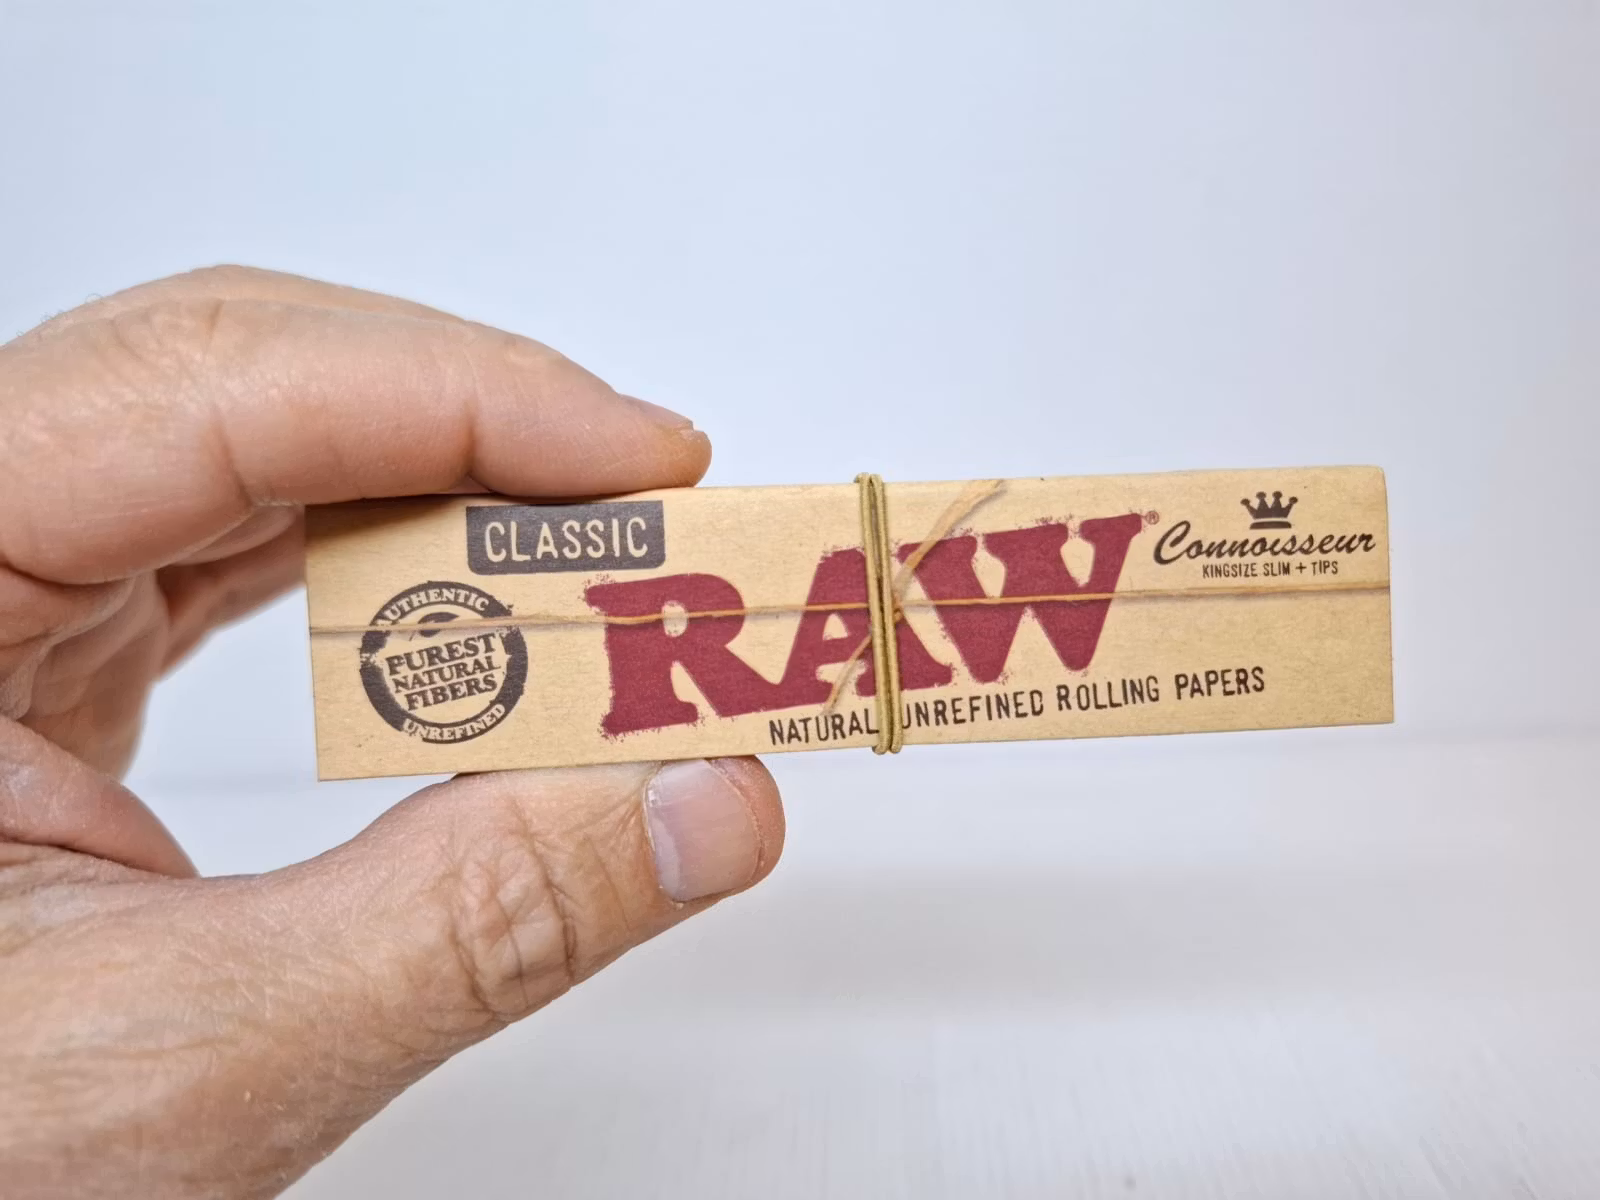 CLASSIC
RAW®
NATURAL UNREFINED ROLLING PAPERS
AUTHENTIC
PUREST
NATURAL
FIBERS
UNREFINED
Connoisseur
KINGSIZE SLIM + TIPS